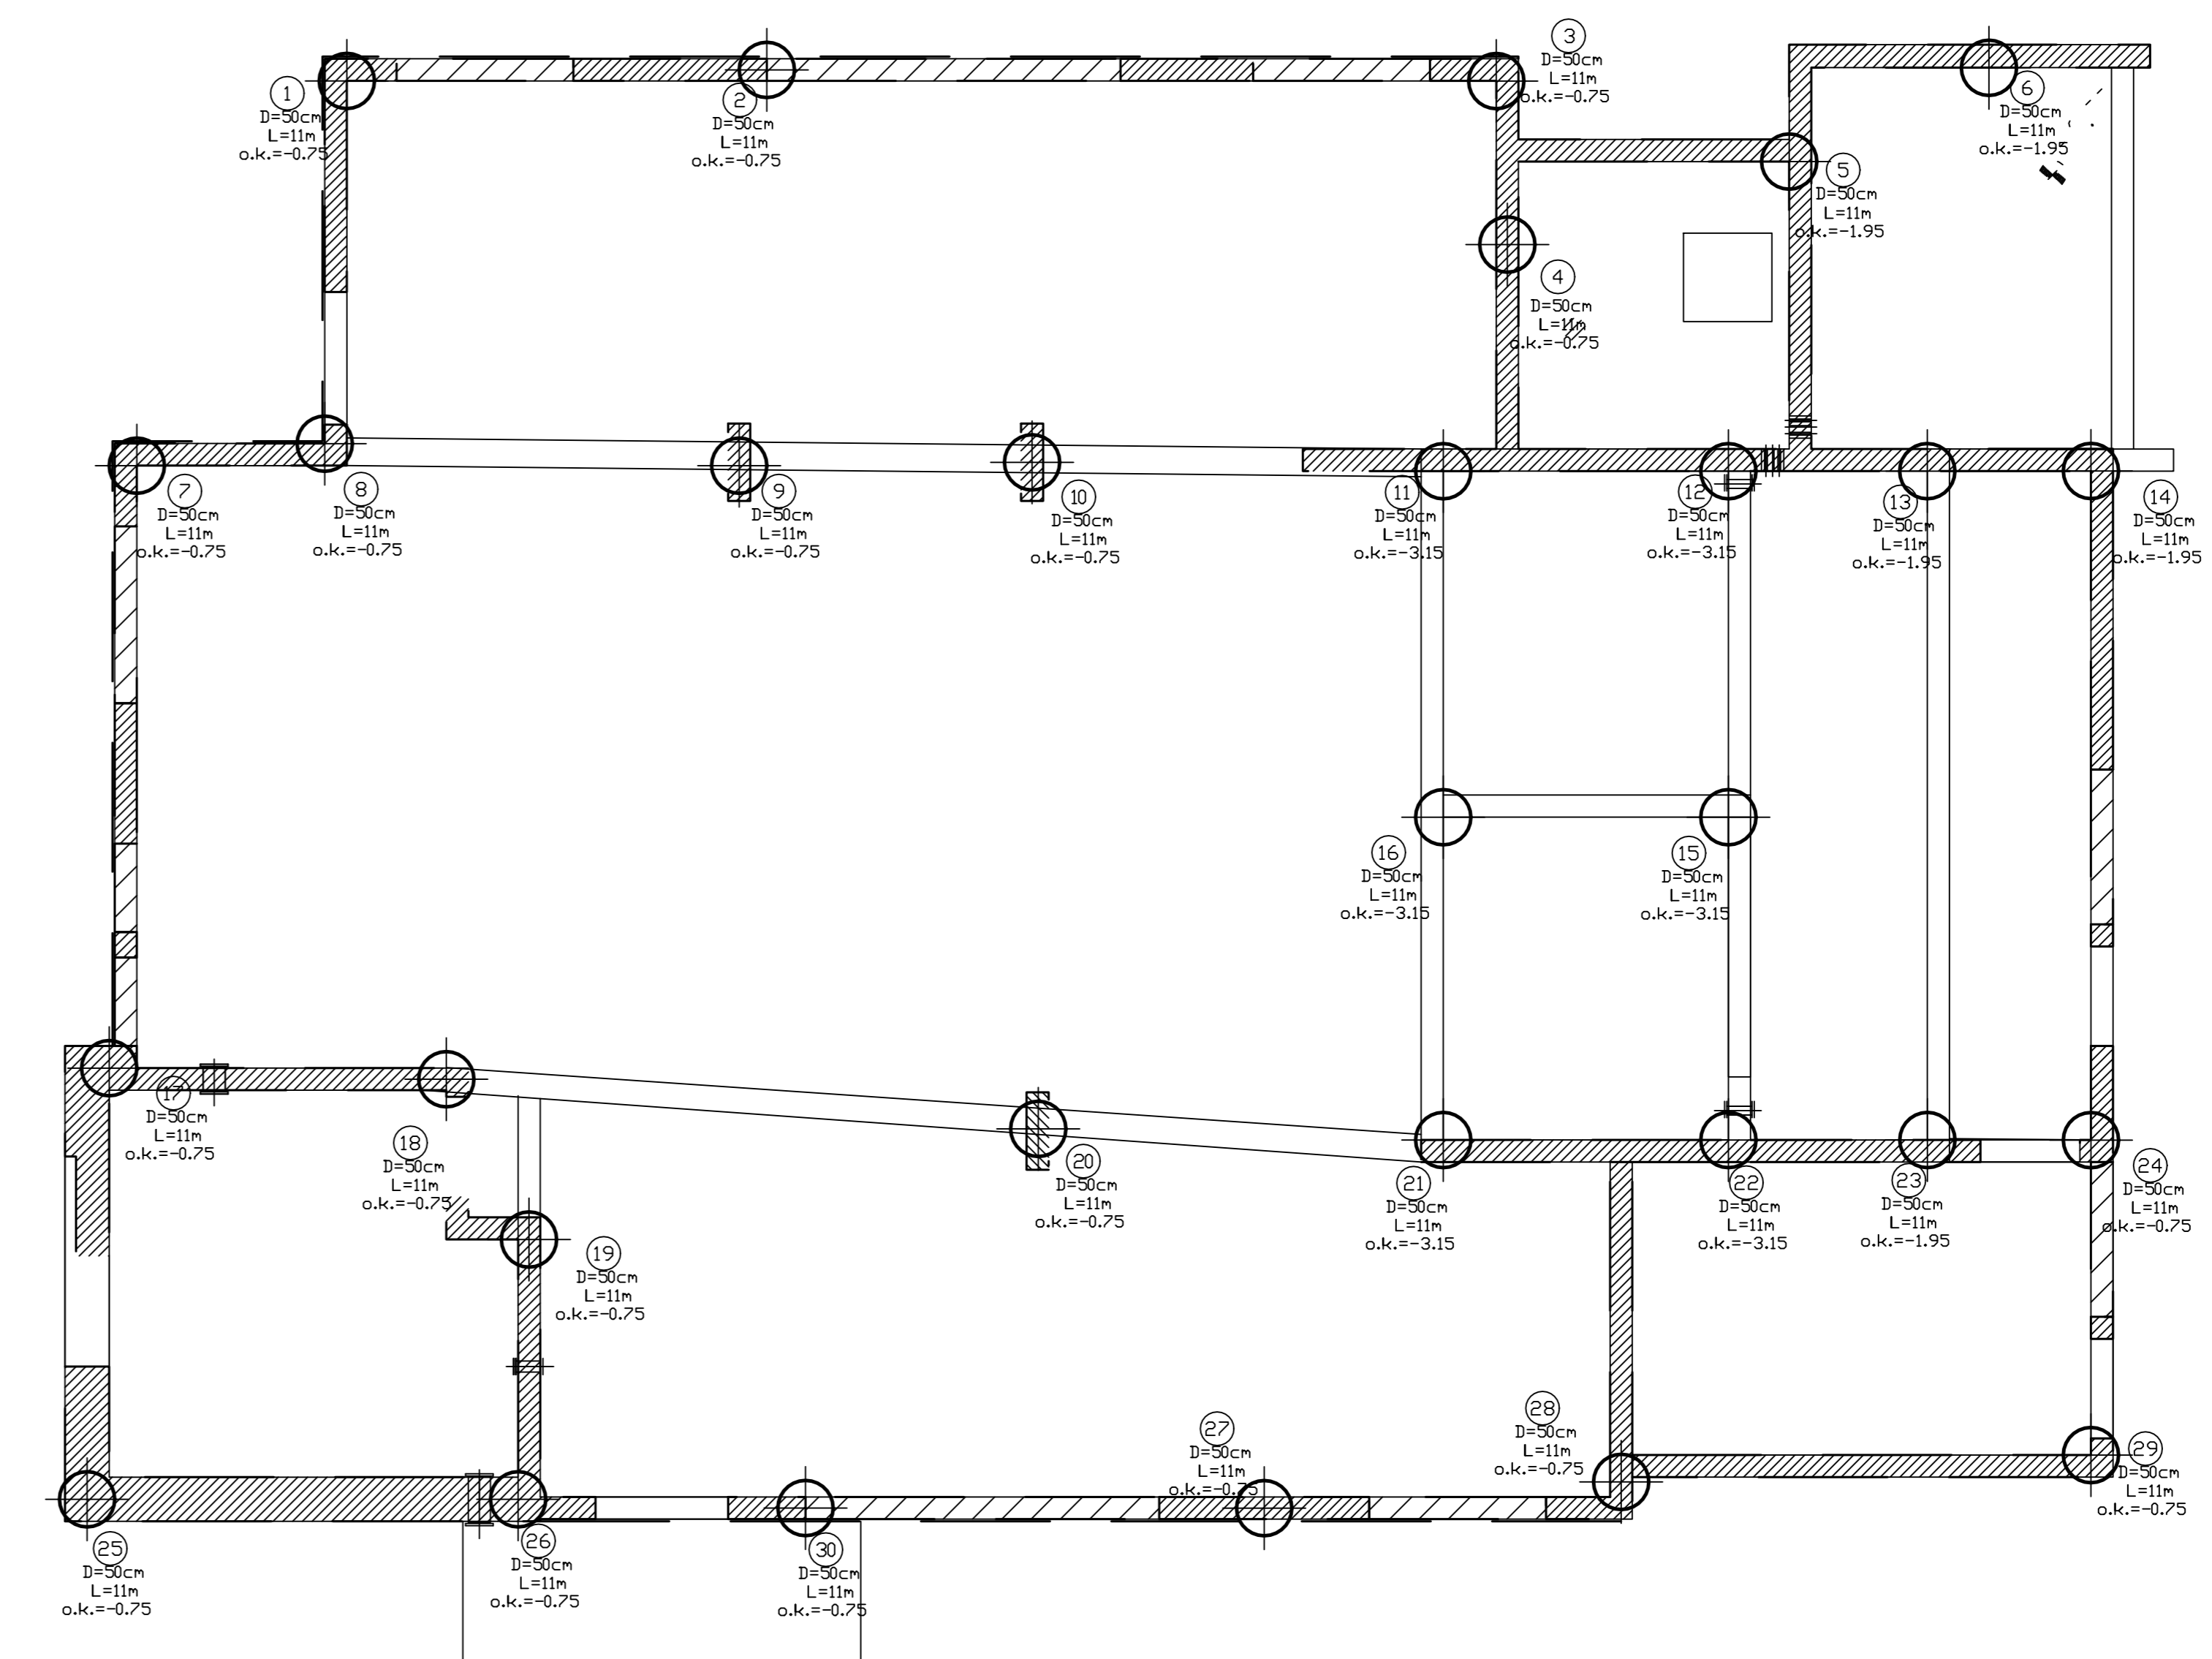 1
D=50cm
L=11m
o.k.=-0.75
2
D=50cm
L=11m
o.k.=-0.75
3
D=50cm
L=11m
o.k.=-0.75
4
D=50cm
L=11m
o.k.=-0.75
5
D=50cm
L=11m
o.k.=-1.95
6
D=50cm
L=11m
o.k.=-1.95
7
D=50cm
L=11m
o.k.=-0.75
8
D=50cm
L=11m
o.k.=-0.75
9
D=50cm
L=11m
o.k.=-0.75
10
D=50cm
L=11m
o.k.=-0.75
11
D=50cm
L=11m
o.k.=-3.15
12
D=50cm
L=11m
o.k.=-3.15
13
D=50cm
L=11m
o.k.=-1.95
14
D=50cm
L=11m
o.k.=-1.95
16
D=50cm
L=11m
o.k.=-3.15
15
D=50cm
L=11m
o.k.=-3.15
17
D=50cm
L=11m
o.k.=-0.75
18
D=50cm
L=11m
o.k.=-0.75
19
D=50cm
L=11m
o.k.=-0.75
20
D=50cm
L=11m
o.k.=-0.75
21
D=50cm
L=11m
o.k.=-3.15
22
D=50cm
L=11m
o.k.=-3.15
23
D=50cm
L=11m
o.k.=-1.95
24
D=50cm
L=11m
o.k.=-0.75
25
D=50cm
L=11m
o.k.=-0.75
26
D=50cm
L=11m
o.k.=-0.75
30
D=50cm
L=11m
o.k.=-0.75
27
D=50cm
L=11m
o.k.=-0.75
28
D=50cm
L=11m
o.k.=-0.75
29
D=50cm
L=11m
o.k.=-0.75